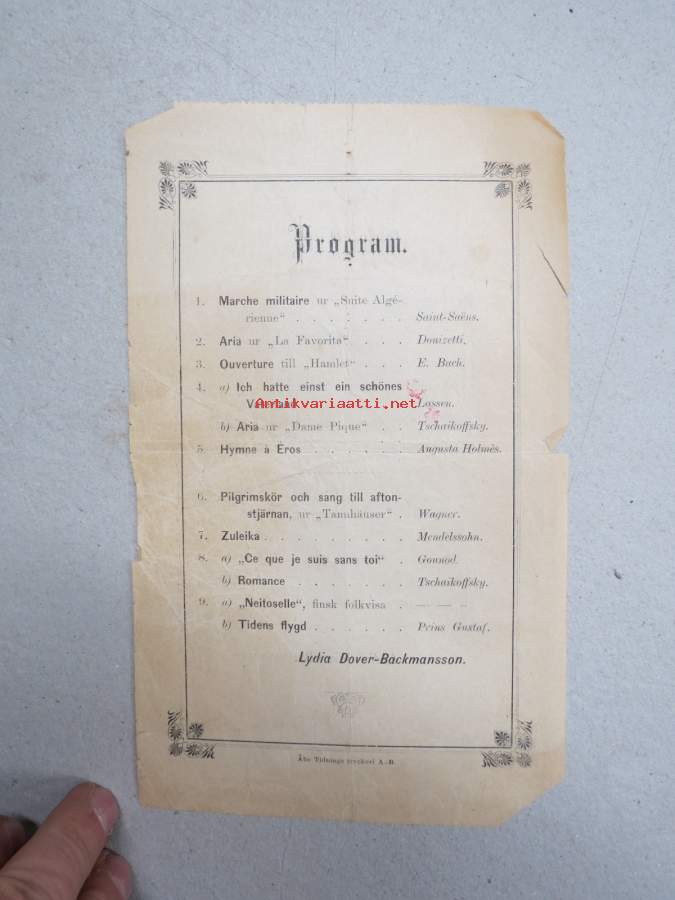 Program.
1. Marche militaire ur „Suite Algé-
rienne“ . . . . . . . Saint-Saëns.
2. Aria ur „La Favorita“ . . . Donizetti.
3. Ouverture till „Hamlet“ . . . E. Bach.
4. a) Ich hatte einst ein schönes
Vaterland Lassen.
Antikvariaatti.net
b) Aria ur „Dame Pique“ . . Tschaikoffsky.
5. Hymne à Eros . . . . . . Augusta Holmès.
6. Pilgrimskör och sang till afton-
stjärnan, ur „Tannhäuser“ . Wagner.
7. Zuleika . . . . . . . . Mendelssohn.
8. a) „Ce que je suis sans toi“ . Gounod.
b) Romance . . . . . . . Tschaikoffsky.
9. a) „Neitoselle“, finsk folkvisa . — — „
b) Tidens flygd . . . . . Prins Gustaf.
Lydia Dover-Backmansson.
Åbo Tidnings tryckeri A.-B.